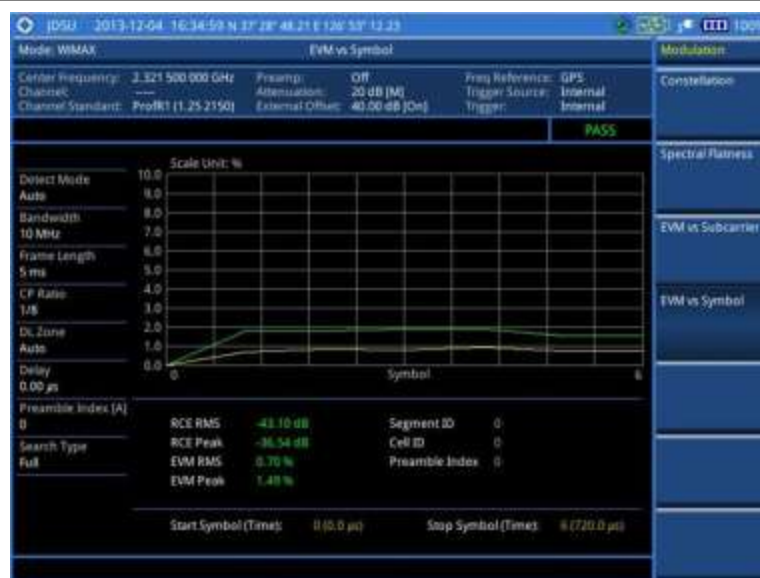 JDSU 2013-12-04 16:34:59 N 37° 28' 48.21 E 126° 53' 12.23 100%
Mode: WiMAX EVM vs Symbol Modulation
Center Frequency: 2.321 500 000 GHz Preamp: Off Freq Reference: GPS
Channel: ---- Attenuation: 20 dB [M] Trigger Source: Internal
Channel Standard: ProfR1 (1.25 2150) External Offset: 40.00 dB [On] Trigger: Internal
Constellation
PASS
Spectral Flatness
Scale Unit: %
10.0
9.0
8.0
7.0
6.0
5.0
4.0
3.0
2.0
1.0
0.0
0 Symbol 6
Detect Mode
Auto
Bandwidth
10 MHz
Frame Length
5 ms
CP Ratio
1/8
DL Zone
Auto
Delay
0.00 µs
Preamble Index [A]
0
Search Type
Full
EVM vs Subcarrier
EVM vs Symbol
RCE RMS -43.10 dB Segment ID 0
RCE Peak -36.54 dB Cell ID 0
EVM RMS 0.70 % Preamble Index 0
EVM Peak 1.49 %
Start Symbol (Time): 0 (0.0 µs) Stop Symbol (Time): 6 (720.0 µs)